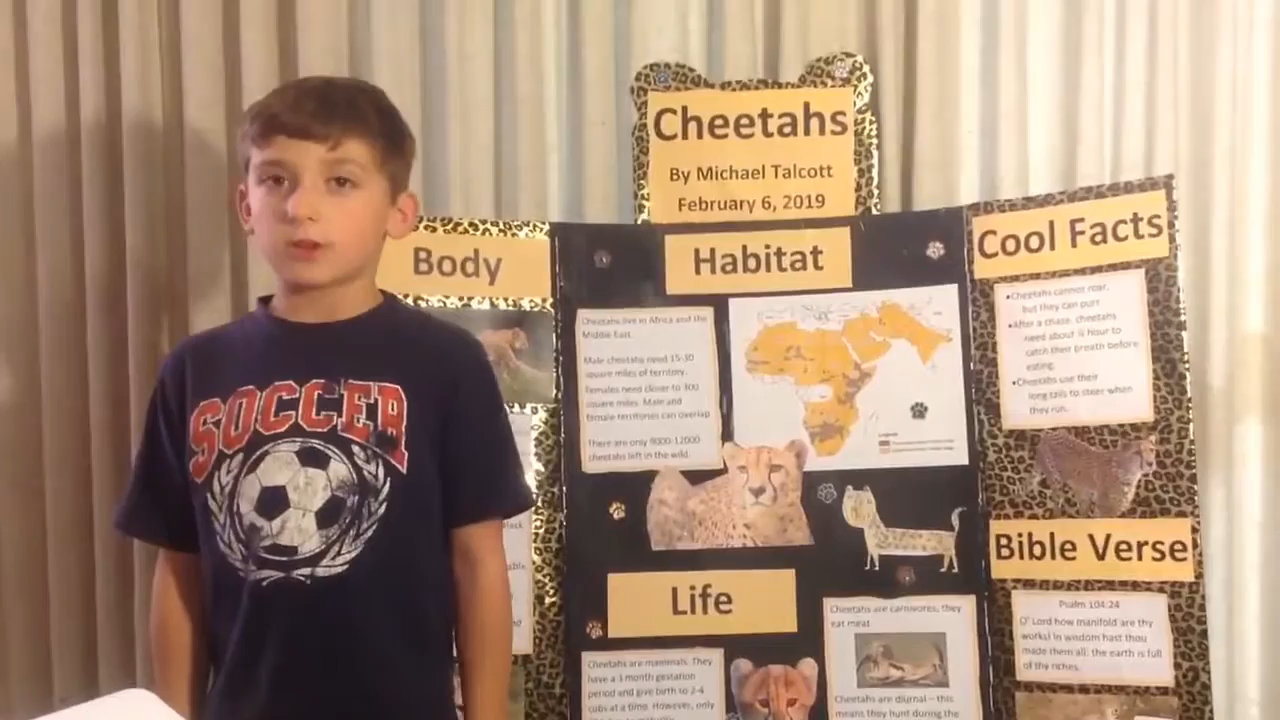 Cheetahs
By Michael Talcott
February 6, 2019
SOCCER
Body
Habitat
Cheetahs live in Africa and the
Middle East.
Male cheetahs need 15-30
square miles of territory.
Females need closer to 300
square miles. Male and
female territories can overlap
There are only 9000-12000
cheetahs left in the wild.
Cool Facts
•Cheetahs cannot roar,
but they can purr
•After a chase, cheetahs
need about ½ hour to
catch their breath before
eating.
•Cheetahs use their
long tails to steer when
they run.
Life
Cheetahs are mammals. They
have a 3 month gestation
period and give birth to 2-4
cubs at a time. However, only
Cheetahs are carnivores, they
eat meat
Cheetahs are diurnal – this
means they hunt during the
Bible Verse
Psalm 104:24
O' Lord how manifold are thy
works! In wisdom hast thou
made them all: the earth is full
of thy riches.